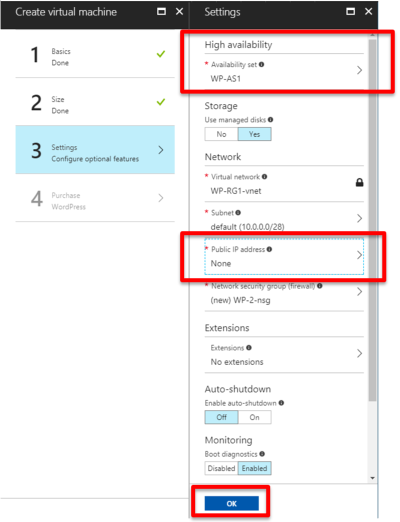 Create virtual machine
1
Basics
Done
2
Size
Done
3
Settings
Configure optional features
4
Purchase
WordPress
Settings
High availability
* Availability set
WP-AS1
Storage
Use managed disks
No Yes
Network
* Virtual network
WP-RG1-vnet
* Subnet
default (10.0.0.0/28)
* Public IP address
None
* Network security group (firewall)
(new) WP-2-nsg
Extensions
Extensions
No extensions
Auto-shutdown
Enable auto-shutdown
Off On
Monitoring
Boot diagnostics
Disabled Enabled
OK